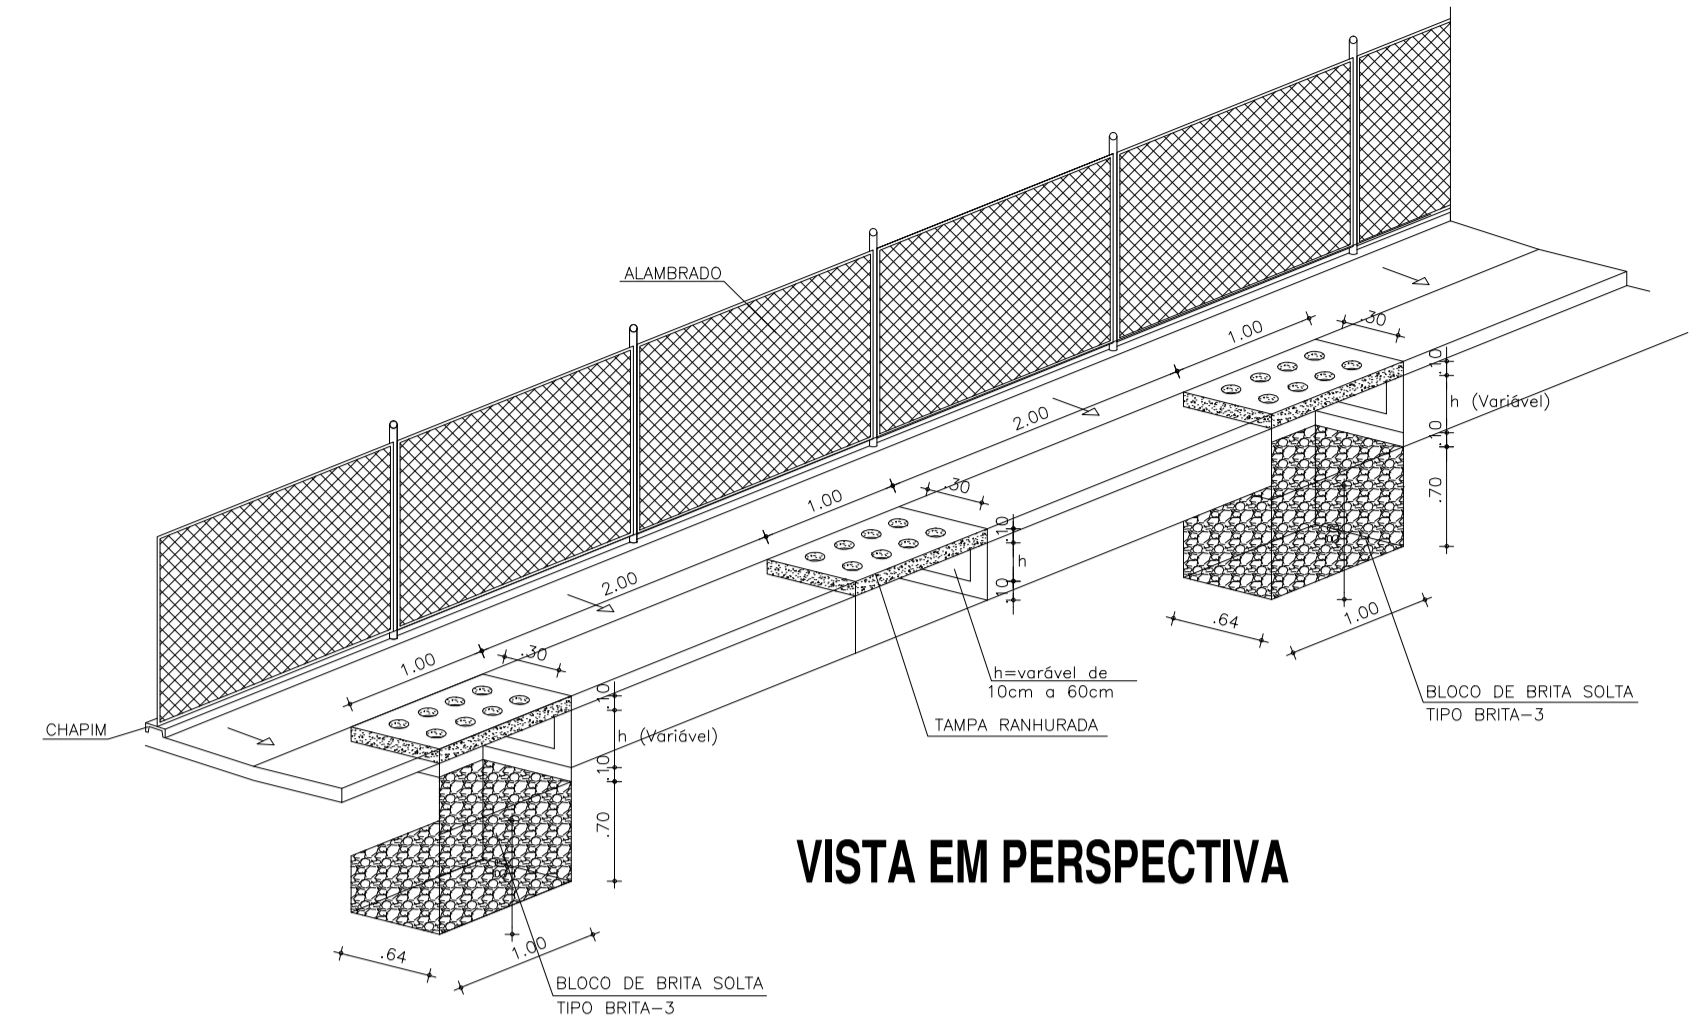 ALAMBRADO
.30
1.00
.10
h (Variável)
.10
2.00
.70
1.00
.30
.10
h
.10
.64
1.00
2.00
h=varável de
10cm a 60cm
BLOCO DE BRITA SOLTA
TIPO BRITA-3
1.00
.30
TAMPA RANHURADA
CHAPIM
.10
h (Variável)
.10
.70
VISTA EM PERSPECTIVA
.64
1.00
BLOCO DE BRITA SOLTA
TIPO BRITA-3